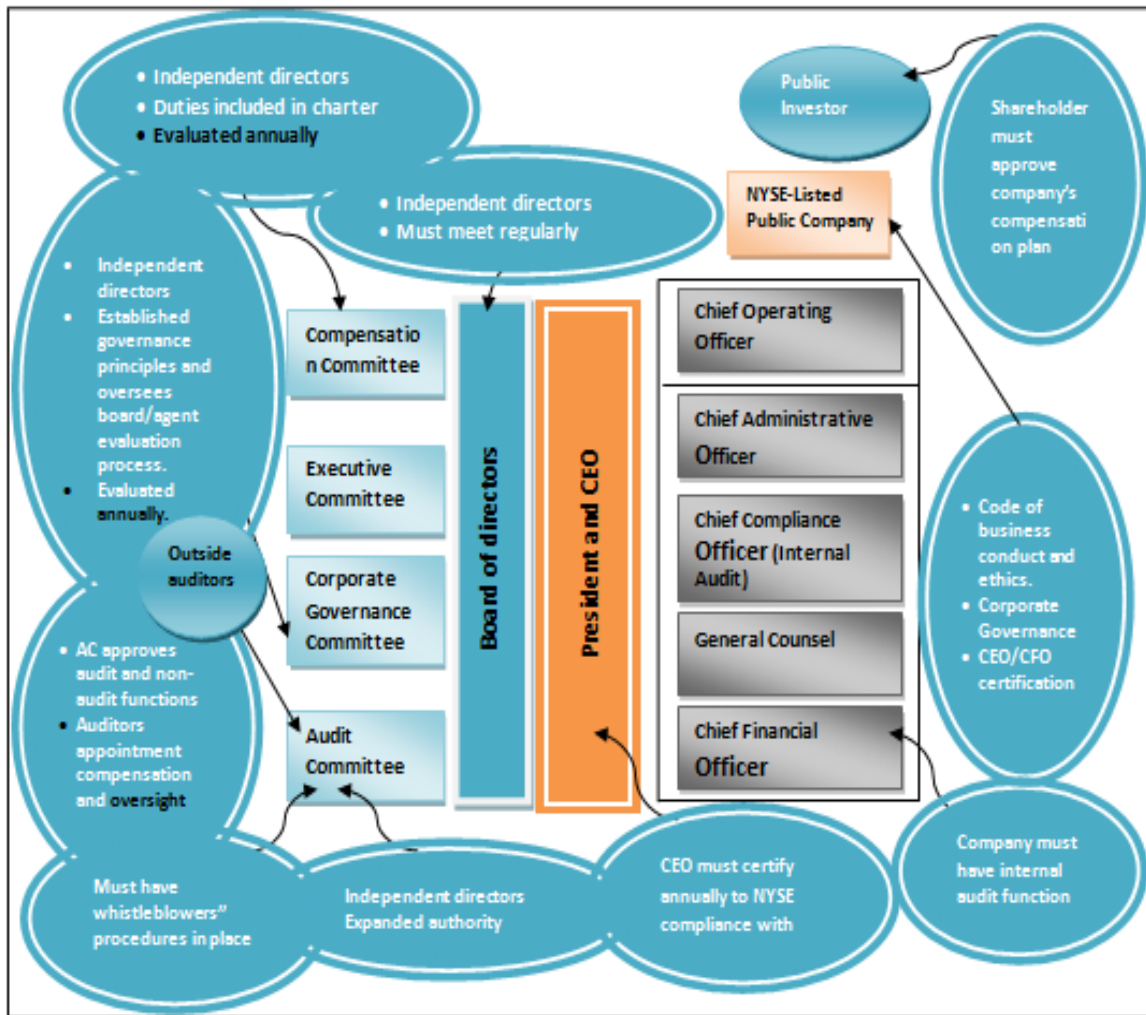 • Independent directors
• Duties included in charter
• Evaluated annually
Public
Investor
Shareholder
must
approve
company's
compensati
on plan
• Independent directors
• Must meet regularly
NYSE-Listed
Public Company
• Independent
directors
• Established
governance
principles and
oversees
board/agent
evaluation
process.
• Evaluated
annually.
Compensatio
n Committee
Executive
Committee
Corporate
Governance
Committee
Audit
Committee
Board of directors
President and CEO
Chief Operating
Officer
Chief Administrative
Officer
Chief Compliance
Officer (Internal
Audit)
General Counsel
Chief Financial
Officer
Outside
auditors
• Code of
business
conduct and
ethics.
• Corporate
Governance
• CEO/CFO
certification
• AC approves
audit and non-
audit functions
• Auditors
appointment
compensation
and oversight
Must have
whistleblowers”
procedures in place
Independent directors
Expanded authority
CEO must certify
annually to NYSE
compliance with
Company must
have internal
audit function